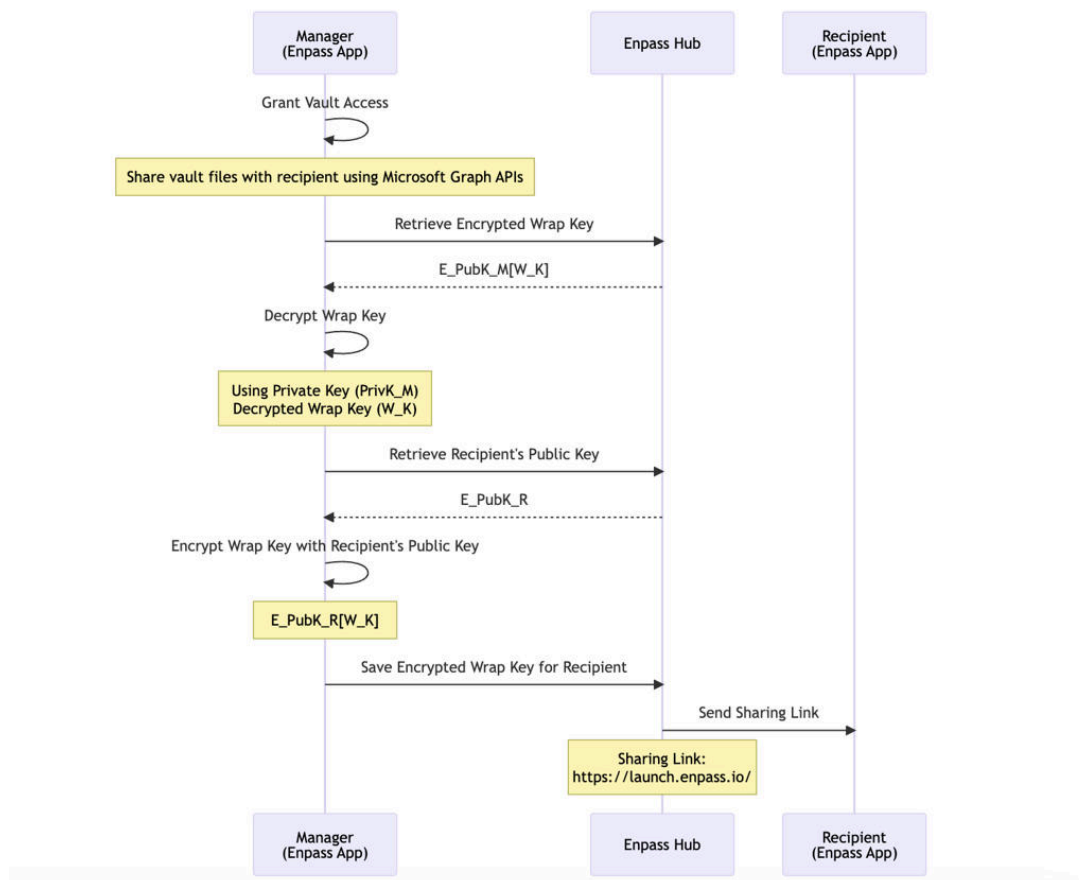 Manager
(Enpass App)
Enpass Hub
Recipient
(Enpass App)
Grant Vault Access
Share vault files with recipient using Microsoft Graph APIs
Retrieve Encrypted Wrap Key
E_PubK_M[W_K]
Decrypt Wrap Key
Using Private Key (PrivK_M)
Decrypted Wrap Key (W_K)
Retrieve Recipient's Public Key
E_PubK_R
Encrypt Wrap Key with Recipient's Public Key
E_PubK_R[W_K]
Save Encrypted Wrap Key for Recipient
Send Sharing Link
Sharing Link:
https://launch.enpass.io/
Manager
(Enpass App)
Enpass Hub
Recipient
(Enpass App)